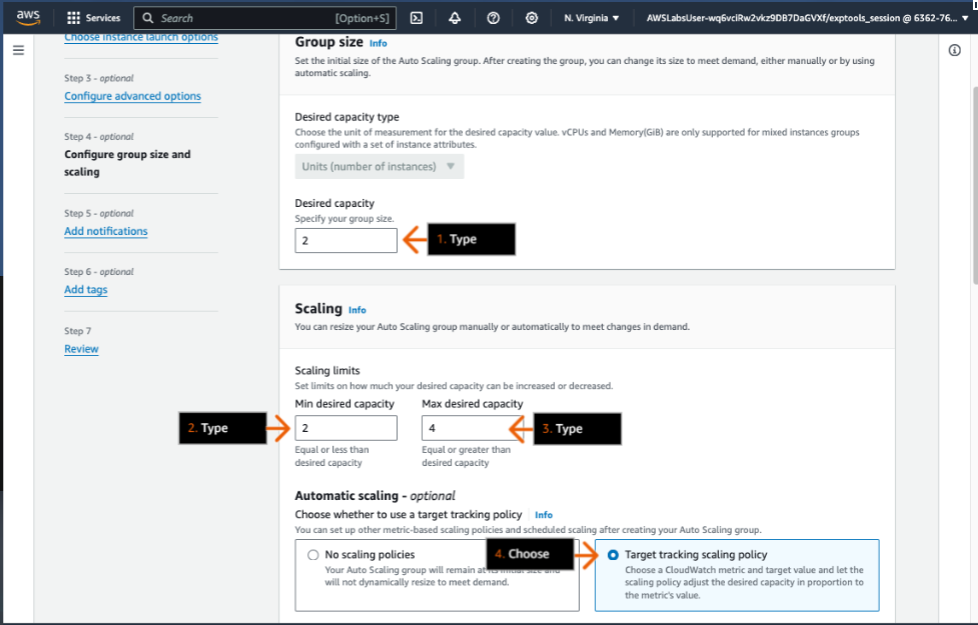 aws
Services
Search
[Option+S]
N. Virginia
AWSLabsUser-wq6vciRw2vkz9DB7DaGVXf/exptools_session @ 6362-76...
Choose instance launch options
Step 3 - optional
Configure advanced options
Step 4 - optional
Configure group size and
scaling
Step 5 - optional
Add notifications
Step 6 - optional
Add tags
Step 7
Review
Group size Info
Set the initial size of the Auto Scaling group. After creating the group, you can change its size to meet demand, either manually or by using
automatic scaling.
Desired capacity type
Choose the unit of measurement for the desired capacity value. vCPUs and Memory(GiB) are only supported for mixed instances groups
configured with a set of instance attributes.
Units (number of instances)
Desired capacity
Specify your group size.
2
1. Type
Scaling Info
You can resize your Auto Scaling group manually or automatically to meet changes in demand.
Scaling limits
Set limits on how much your desired capacity can be increased or decreased.
Min desired capacity
Max desired capacity
2. Type
2
4
3. Type
Equal or less than
desired capacity
Equal or greater than
desired capacity
Automatic scaling - optional
Choose whether to use a target tracking policy Info
You can set up other metric-based scaling policies and scheduled scaling after creating your Auto Scaling group.
No scaling policies
Your Auto Scaling group will remain at its initial size and
will not dynamically resize to meet demand.
4. Choose
Target tracking scaling policy
Choose a CloudWatch metric and target value and let the
scaling policy adjust the desired capacity in proportion to
the metric's value.